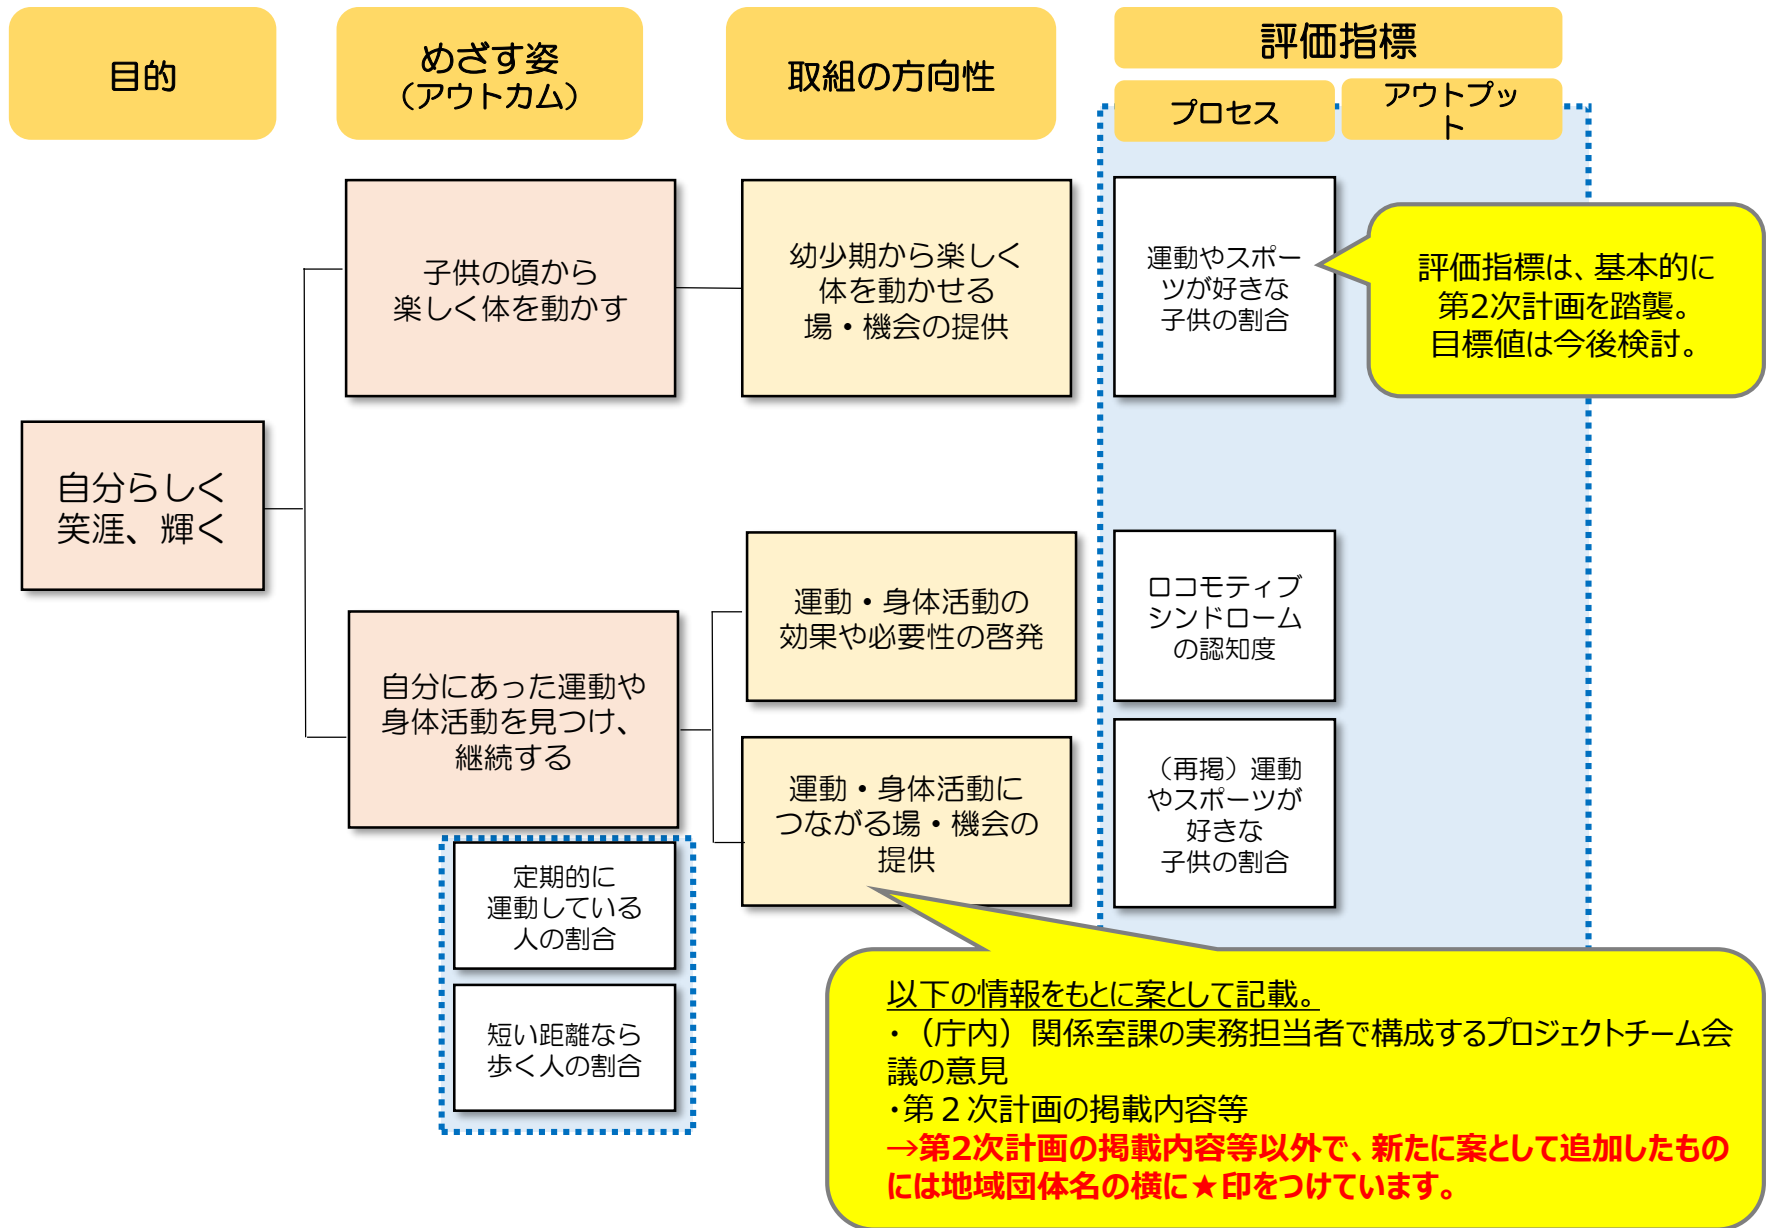 目的
めざす姿
（アウトカム）
取組の方向性
評価指標
プロセス
アウトプッ
ト
子供の頃から
楽しく体を動かす
幼少期から楽しく
体を動かせる
場・機会の提供
運動やスポー
ツが好きな
子供の割合
評価指標は、基本的に
第2次計画を踏襲。
目標値は今後検討。
自分らしく
笑涯、輝く
運動・身体活動の
効果や必要性の啓発
ロコモティブ
シンドローム
の認知度
自分にあった運動や
身体活動を見つけ、
継続する
運動・身体活動に
つながる場・機会の
提供
（再掲）運動
やスポーツが
好きな
子供の割合
定期的に
運動している
人の割合
短い距離なら
歩く人の割合
以下の情報をもとに案として記載。
・（庁内）関係室課の実務担当者で構成するプロジェクトチーム会
議の意見
・第２次計画の掲載内容等
→第2次計画の掲載内容等以外で、新たに案として追加したもの
には地域団体名の横に★印をつけています。